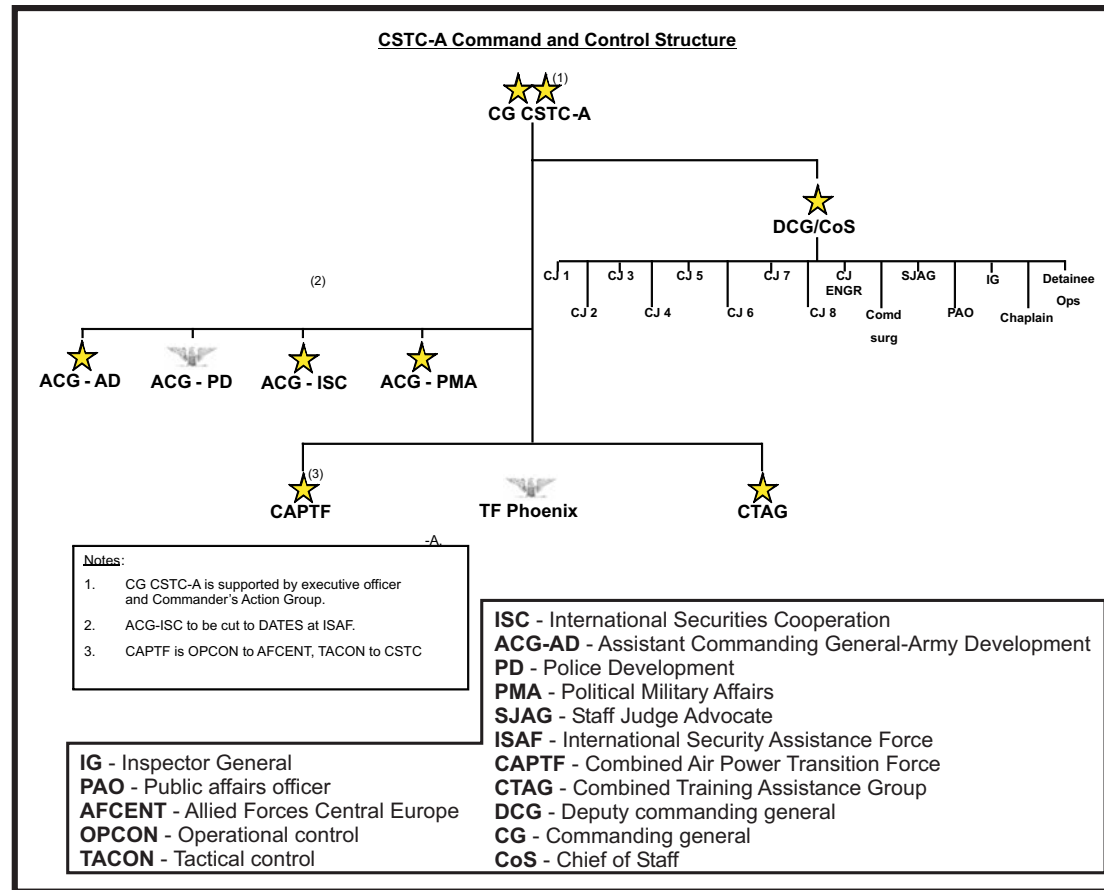 CSTC-A Command and Control Structure
(1)
CG CSTC-A
DCG/CoS
CJ 1
CJ 2
CJ 3
CJ 4
CJ 5
CJ 6
CJ 7
CJ 8
CJ
ENGR
Comd
surg
SJAG
PAO
IG
Chaplain
Detainee
Ops
(2)
ACG - AD
ACG - PD
ACG - ISC
ACG - PMA
(3)
CAPTF
TF Phoenix
CTAG
-A.
Notes:
1. CG CSTC-A is supported by executive officer
and Commander's Action Group.
2. ACG-ISC to be cut to DATES at ISAF.
3. CAPTF is OPCON to AFCENT, TACON to CSTC
IG - Inspector General
PAO - Public affairs officer
AFCENT - Allied Forces Central Europe
OPCON - Operational control
TACON - Tactical control
ISC - International Securities Cooperation
ACG-AD - Assistant Commanding General-Army Development
PD - Police Development
PMA - Political Military Affairs
SJAG - Staff Judge Advocate
ISAF - International Security Assistance Force
CAPTF - Combined Air Power Transition Force
CTAG - Combined Training Assistance Group
DCG - Deputy commanding general
CG - Commanding general
CoS - Chief of Staff